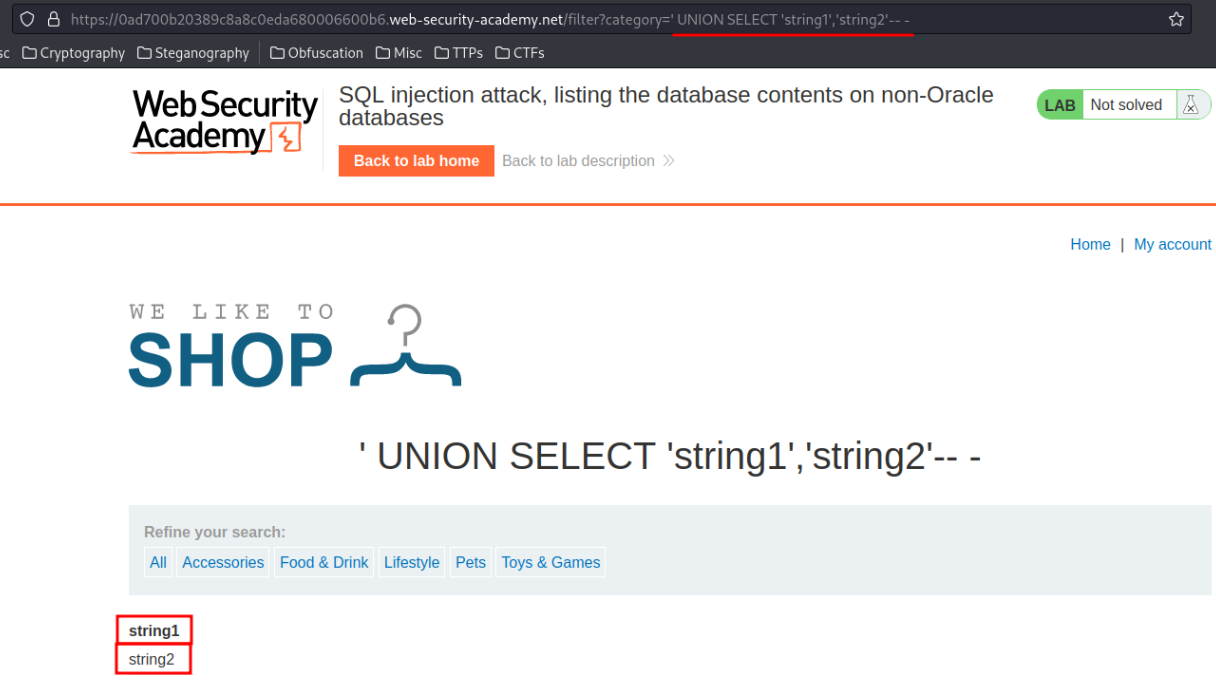 https://0ad700b20389c8a8c0eda680006600b6.web-security-academy.net/filter?category=' UNION SELECT 'string1','string2'-- -
sc Cryptography Steganography Obfuscation Misc TTPs CTFs
Web Security
Academy
SQL injection attack, listing the database contents on non-Oracle
databases
LAB Not solved
Back to lab home Back to lab description
Home | My account
WE LIKE TO
SHOP
' UNION SELECT 'string1','string2'-- -
Refine your search:
All Accessories Food & Drink Lifestyle Pets Toys & Games
string1
string2